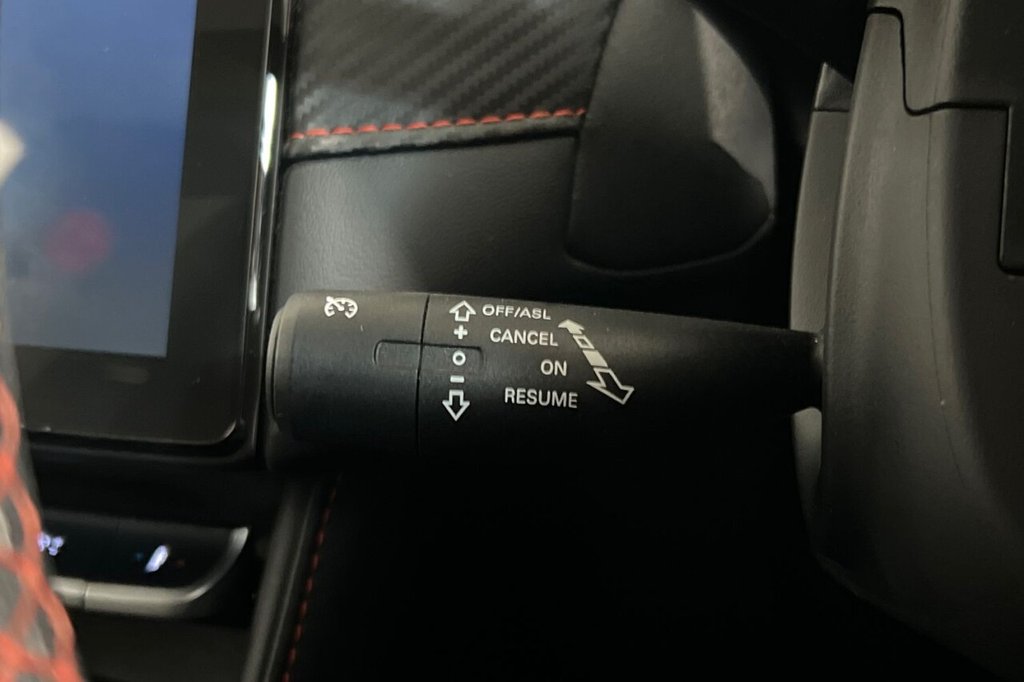 OFF/ASL
+
CANCEL
O
ON
–
RESUME